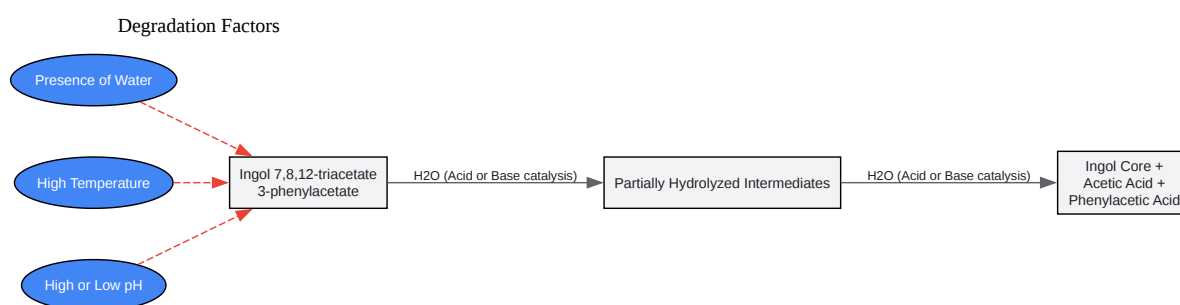 Degradation Factors
Presence of Water
High Temperature
High or Low pH
Ingol 7,8,12-triacetate
3-phenylacetate
H2O (Acid or Base catalysis)
Partially Hydrolyzed Intermediates
H2O (Acid or Base catalysis)
Ingol Core +
Acetic Acid +
Phenylacetic Acid